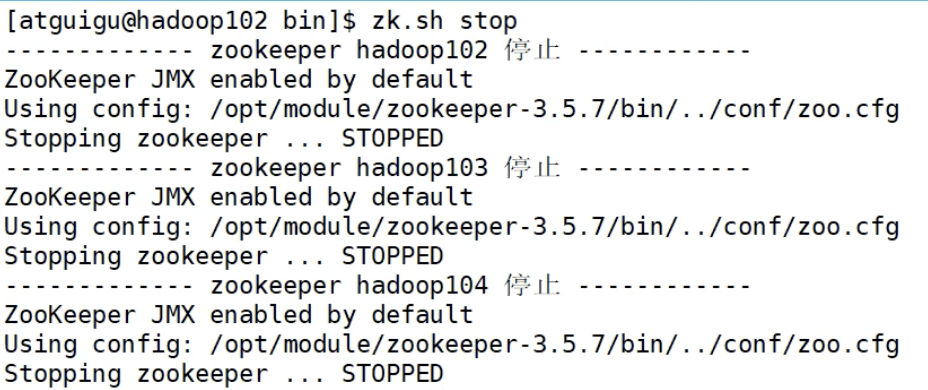 [atguigu@hadoop102 bin]$ zk.sh stop
------------- zookeeper hadoop102 停止 ------------
ZooKeeper JMX enabled by default
Using config: /opt/module/zookeeper-3.5.7/bin/../conf/zoo.cfg
Stopping zookeeper ... STOPPED
------------- zookeeper hadoop103 停止 ------------
ZooKeeper JMX enabled by default
Using config: /opt/module/zookeeper-3.5.7/bin/../conf/zoo.cfg
Stopping zookeeper ... STOPPED
------------- zookeeper hadoop104 停止 ------------
ZooKeeper JMX enabled by default
Using config: /opt/module/zookeeper-3.5.7/bin/../conf/zoo.cfg
Stopping zookeeper ... STOPPED